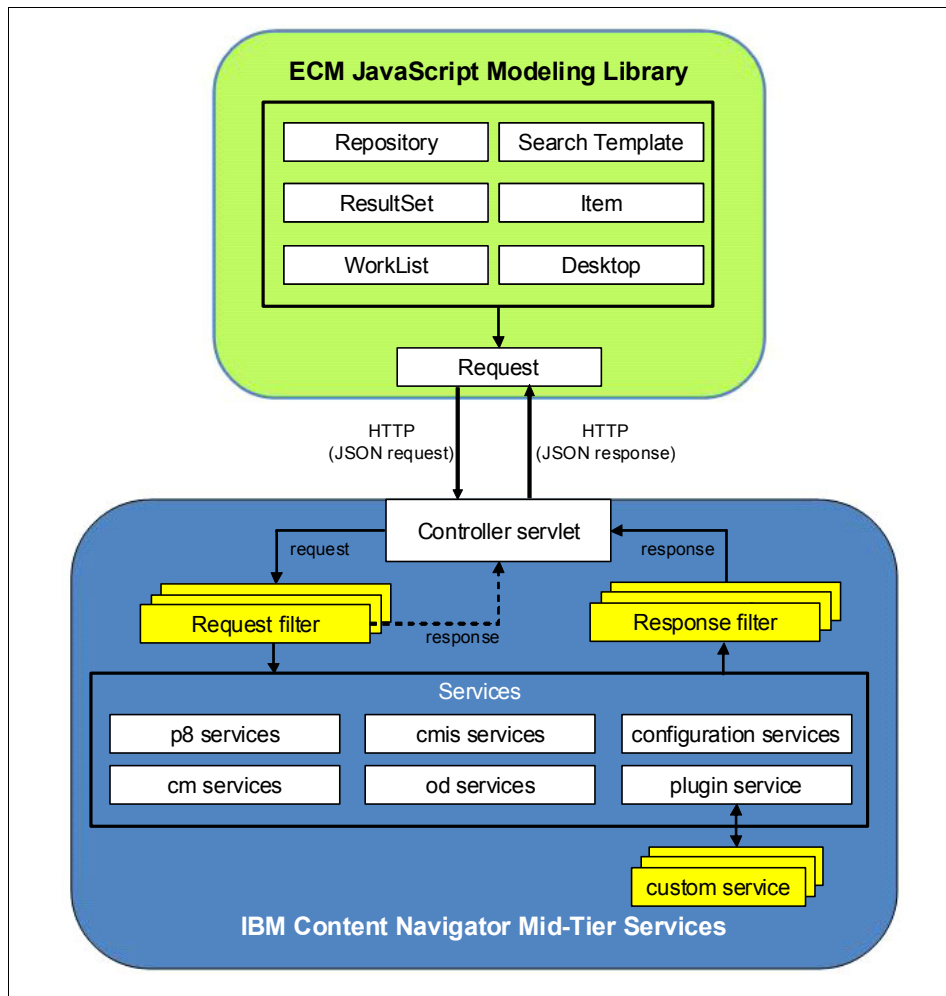 ECM JavaScript Modeling Library
Repository
Search Template
ResultSet
Item
WorkList
Desktop
Request
HTTP
(JSON request)
HTTP
(JSON response)
Controller servlet
request
response
Request filter
response
Response filter
Services
p8 services
cmis services
configuration services
cm services
od services
plugin service
custom service
IBM Content Navigator Mid-Tier Services